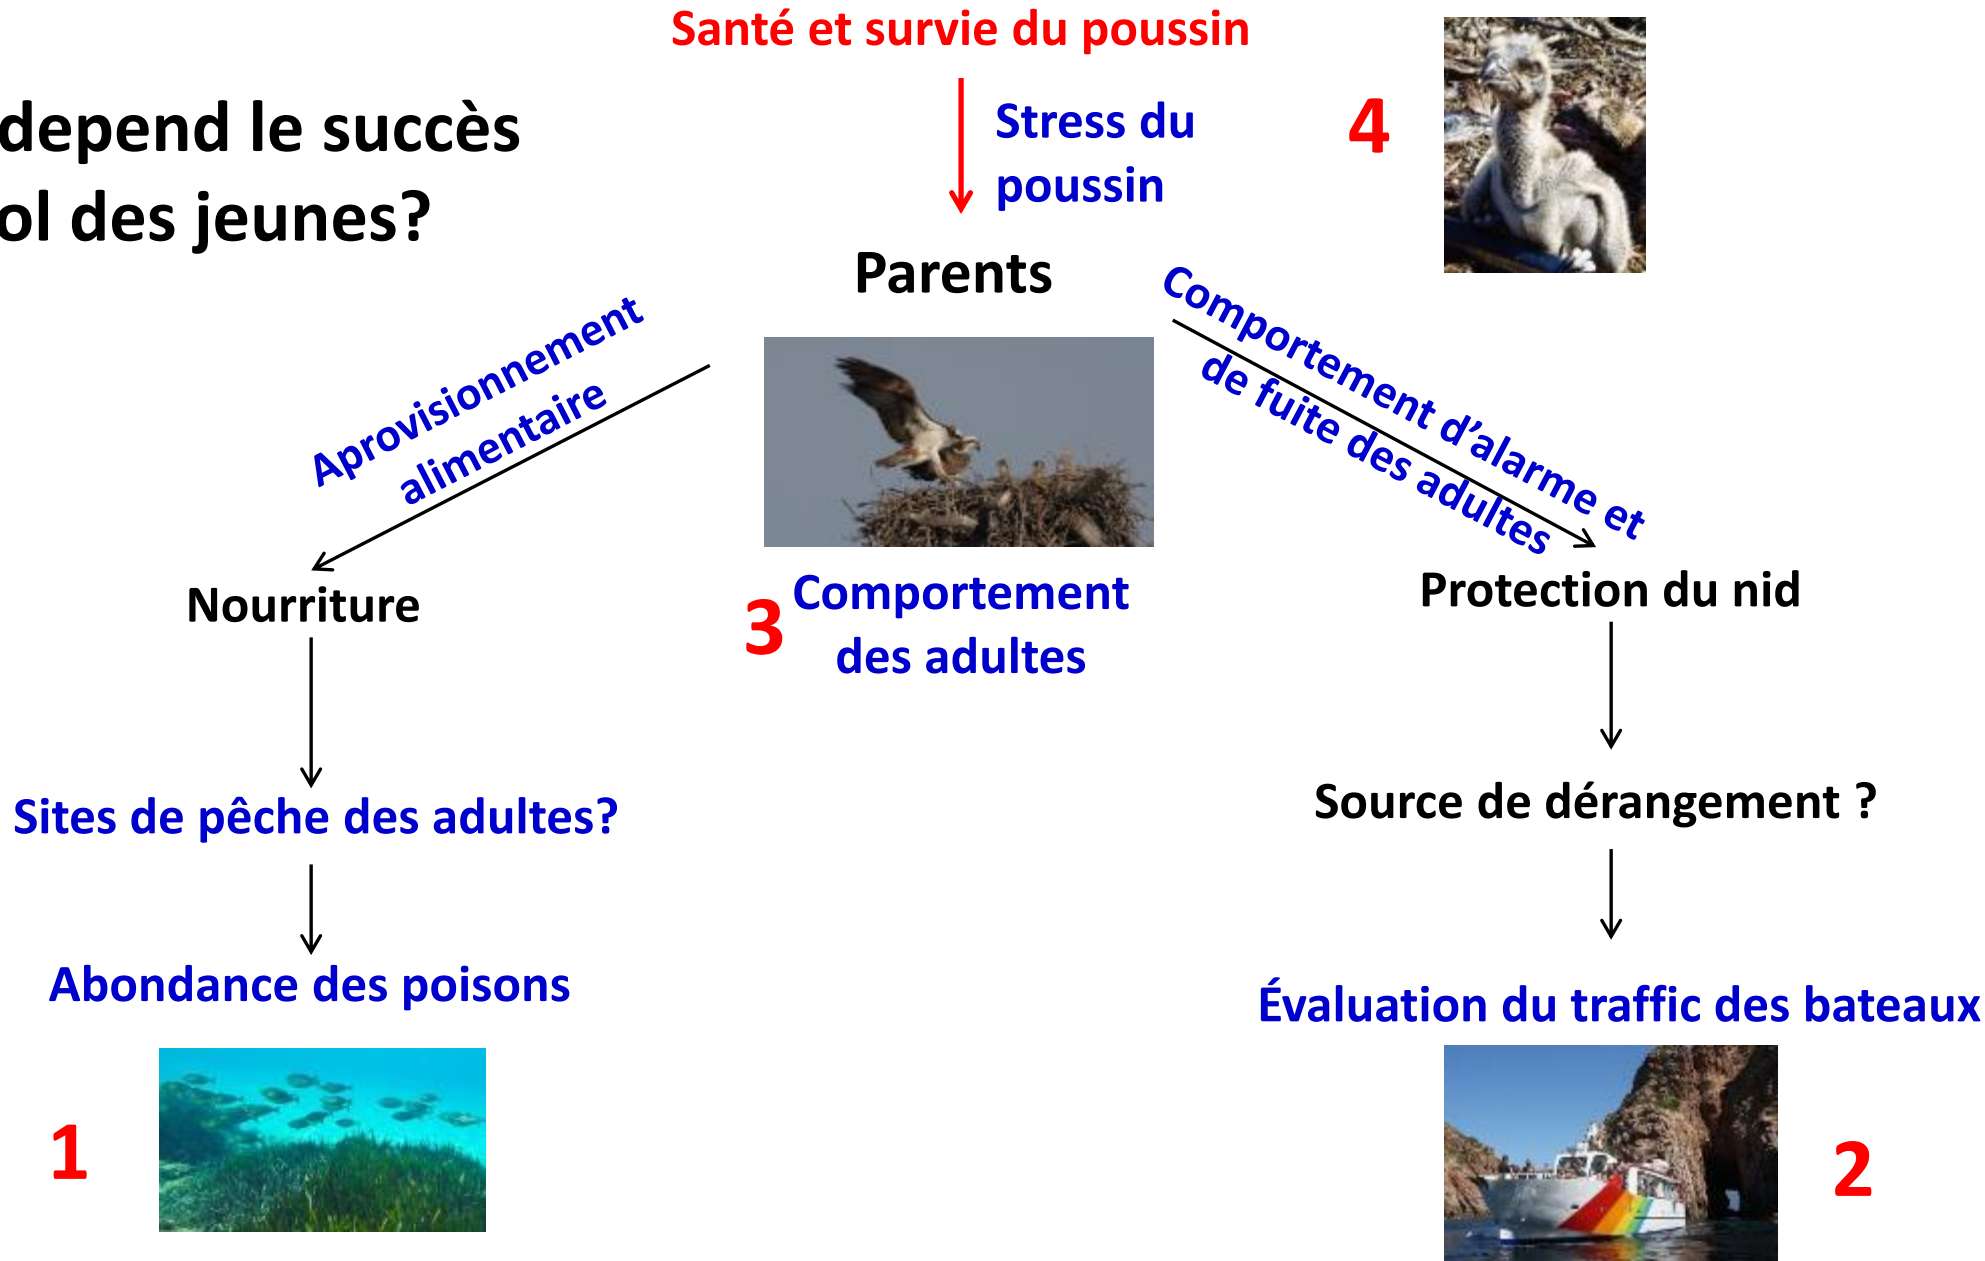 Santé et survie du poussin
depend le succès
ol des jeunes?
Stress du
poussin
4
Parents
Aprovisionnement
alimentaire
Comportement d'alarme et
de fuite des adultes
Nourriture
3
Comportement
des adultes
Protection du nid
Sites de pêche des adultes?
Source de dérangement ?
Abondance des poisons
Évaluation du traffic des bateaux
1
2